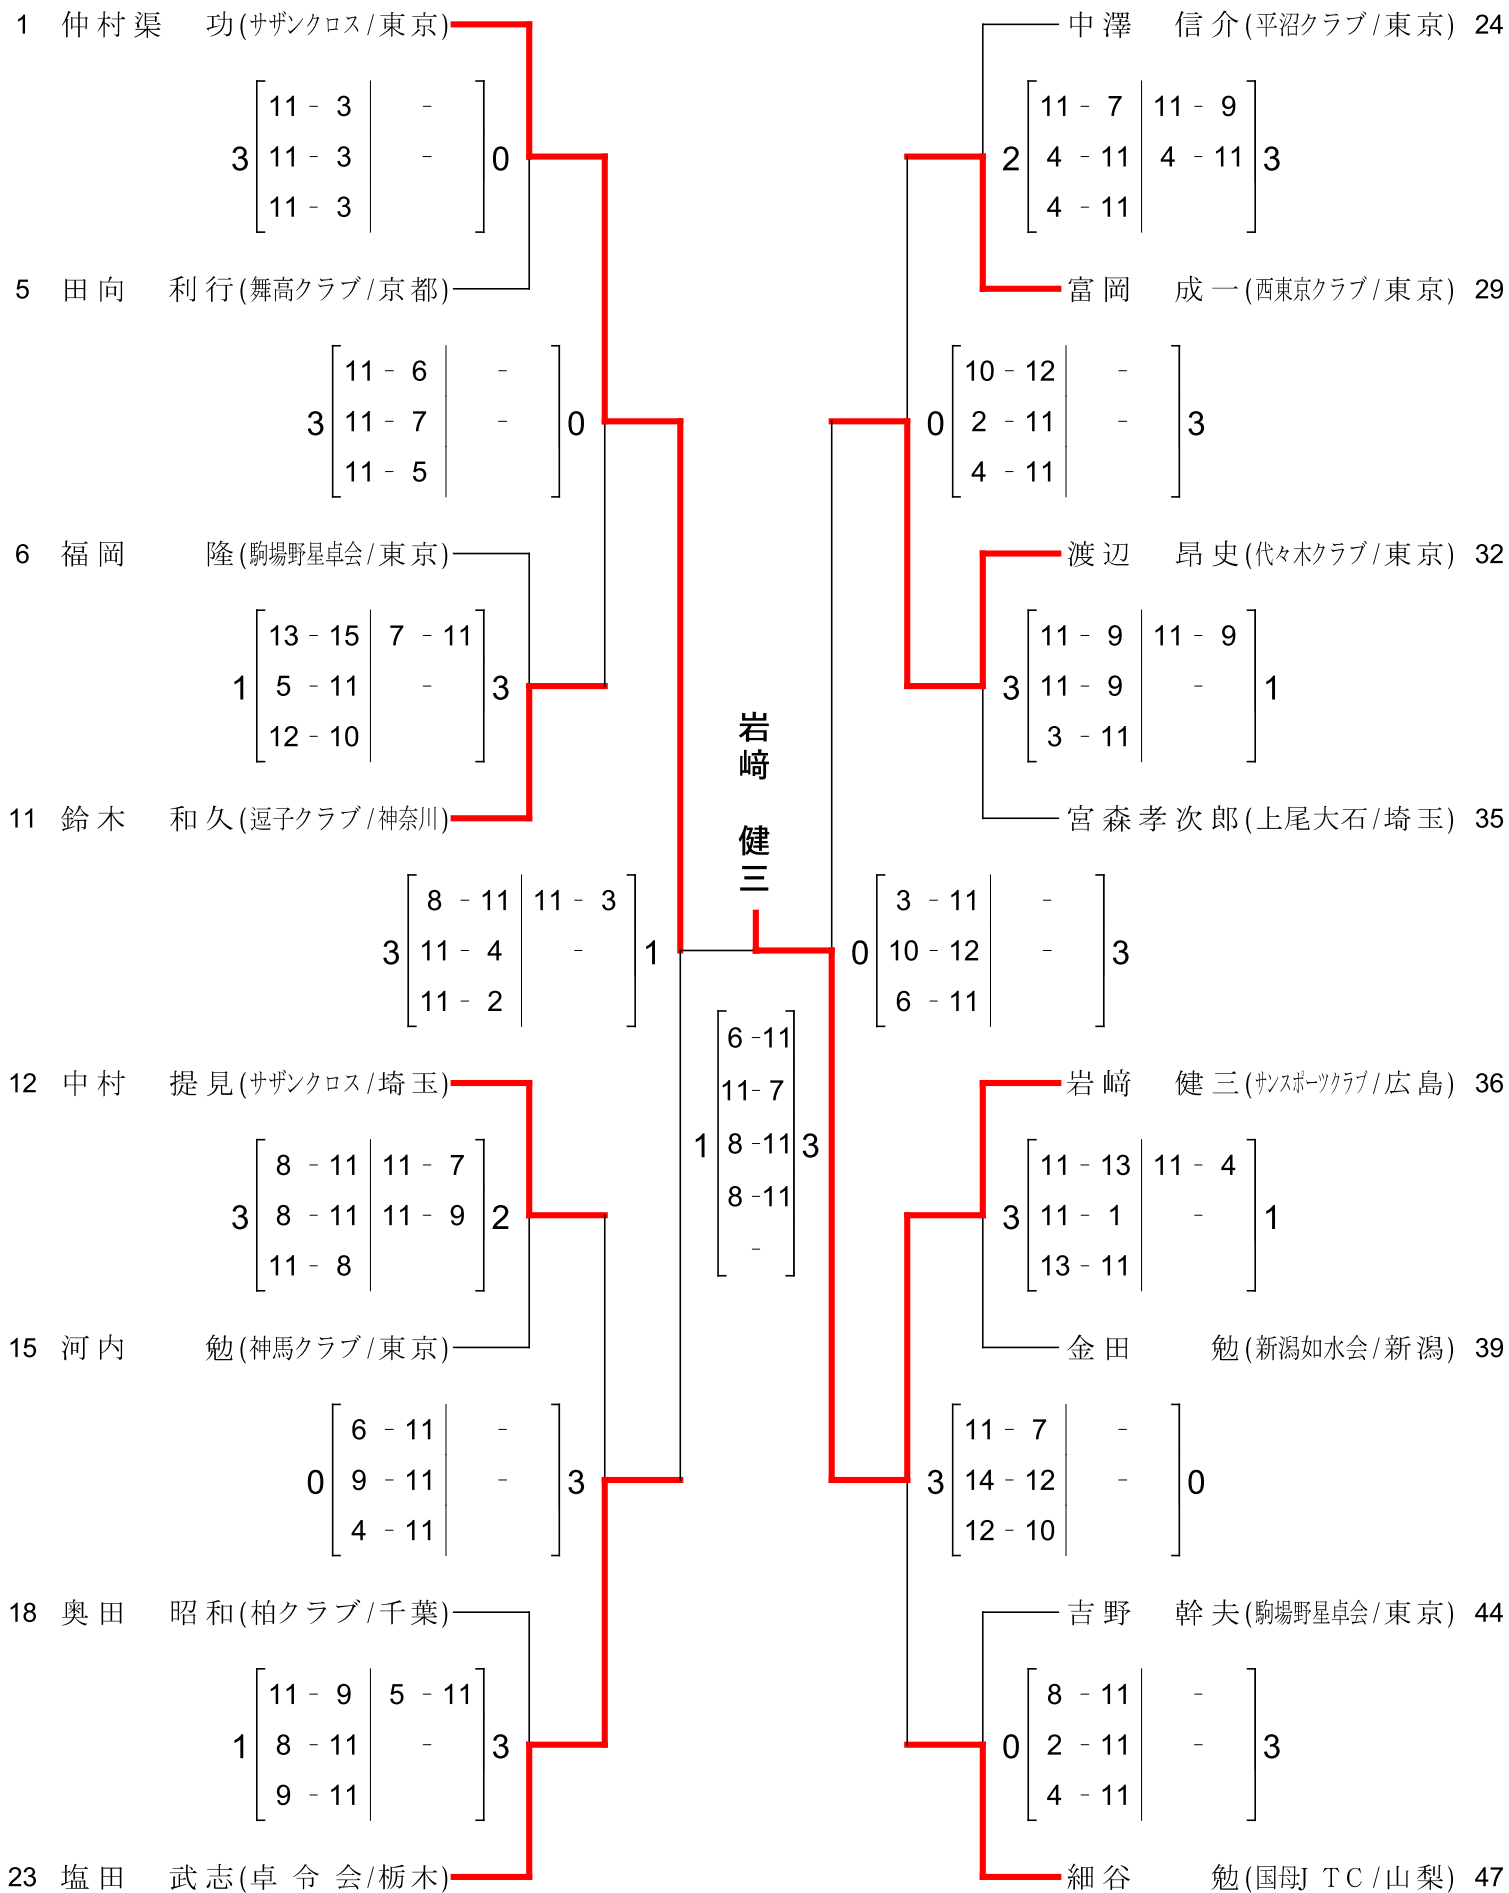 1 仲村渠 功(サザンクロス/東京)
11 - 3 -
3 11 - 3 - 0
11 - 3
5 田向 利行(舞高クラブ/京都)
11 - 6 -
3 11 - 7 - 0
11 - 5
6 福岡 隆(駒場野星卓会/東京)
13 - 15 7 - 11
1 5 - 11 - 3
12 - 10
11 鈴木 和久(逗子クラブ/神奈川)
8 - 11 11 - 3
3 11 - 4 - 1
11 - 2
12 中村 提見(サザンクロス/埼玉)
8 - 11 11 - 7
3 8 - 11 11 - 9 2
11 - 8
15 河内 勉(神馬クラブ/東京)
6 - 11 -
0 9 - 11 - 3
4 - 11
18 奥田 昭和(柏クラブ/千葉)
11 - 9 5 - 11
1 8 - 11 - 3
9 - 11
23 塩田 武志(卓令会/栃木)
岩﨑 健三
6 - 11
11 - 7
1 8 - 11 3
8 - 11
-
中澤 信介(平沼クラブ/東京) 24
11 - 7 11 - 9
2 4 - 11 4 - 11 3
4 - 11
富岡 成一(西東京クラブ/東京) 29
10 - 12 -
0 2 - 11 - 3
4 - 11
渡辺 昂史(代々木クラブ/東京) 32
11 - 9 11 - 9
3 11 - 9 - 1
3 - 11
宮森孝次郎(上尾大石/埼玉) 35
3 - 11 -
0 10 - 12 - 3
6 - 11
岩﨑 健三(サンスポーツクラブ/広島) 36
11 - 13 11 - 4
3 11 - 1 - 1
13 - 11
金田 勉(新潟如水会/新潟) 39
11 - 7 -
3 14 - 12 - 0
12 - 10
吉野 幹夫(駒場野星卓会/東京) 44
8 - 11 -
0 2 - 11 - 3
4 - 11
細谷 勉(国母JTC/山梨) 47